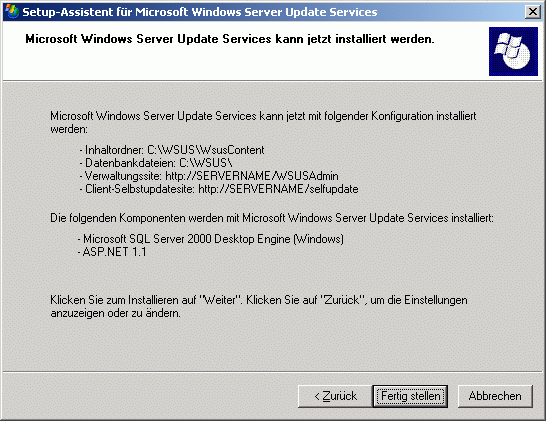 Setup-Assistent für Microsoft Windows Server Update Services
Microsoft Windows Server Update Services kann jetzt installiert werden.
Microsoft Windows Server Update Services kann jetzt mit folgender Konfiguration installiert
werden:
- Inhaltordner: C:\WSUS\WsusContent
- Datenbankdateien: C:\WSUS\
- Verwaltungssite: http://SERVERNAME/WSUSAdmin
- Client-Selbstupdatesite: http://SERVERNAME/selfupdate
Die folgenden Komponenten werden mit Microsoft Windows Server Update Services installiert:
- Microsoft SQL Server 2000 Desktop Engine (Windows)
- ASP.NET 1.1
Klicken Sie zum Installieren auf "Weiter". Klicken Sie auf "Zurück", um die Einstellungen
anzuzeigen oder zu ändern.
< Zurück Fertig stellen Abbrechen